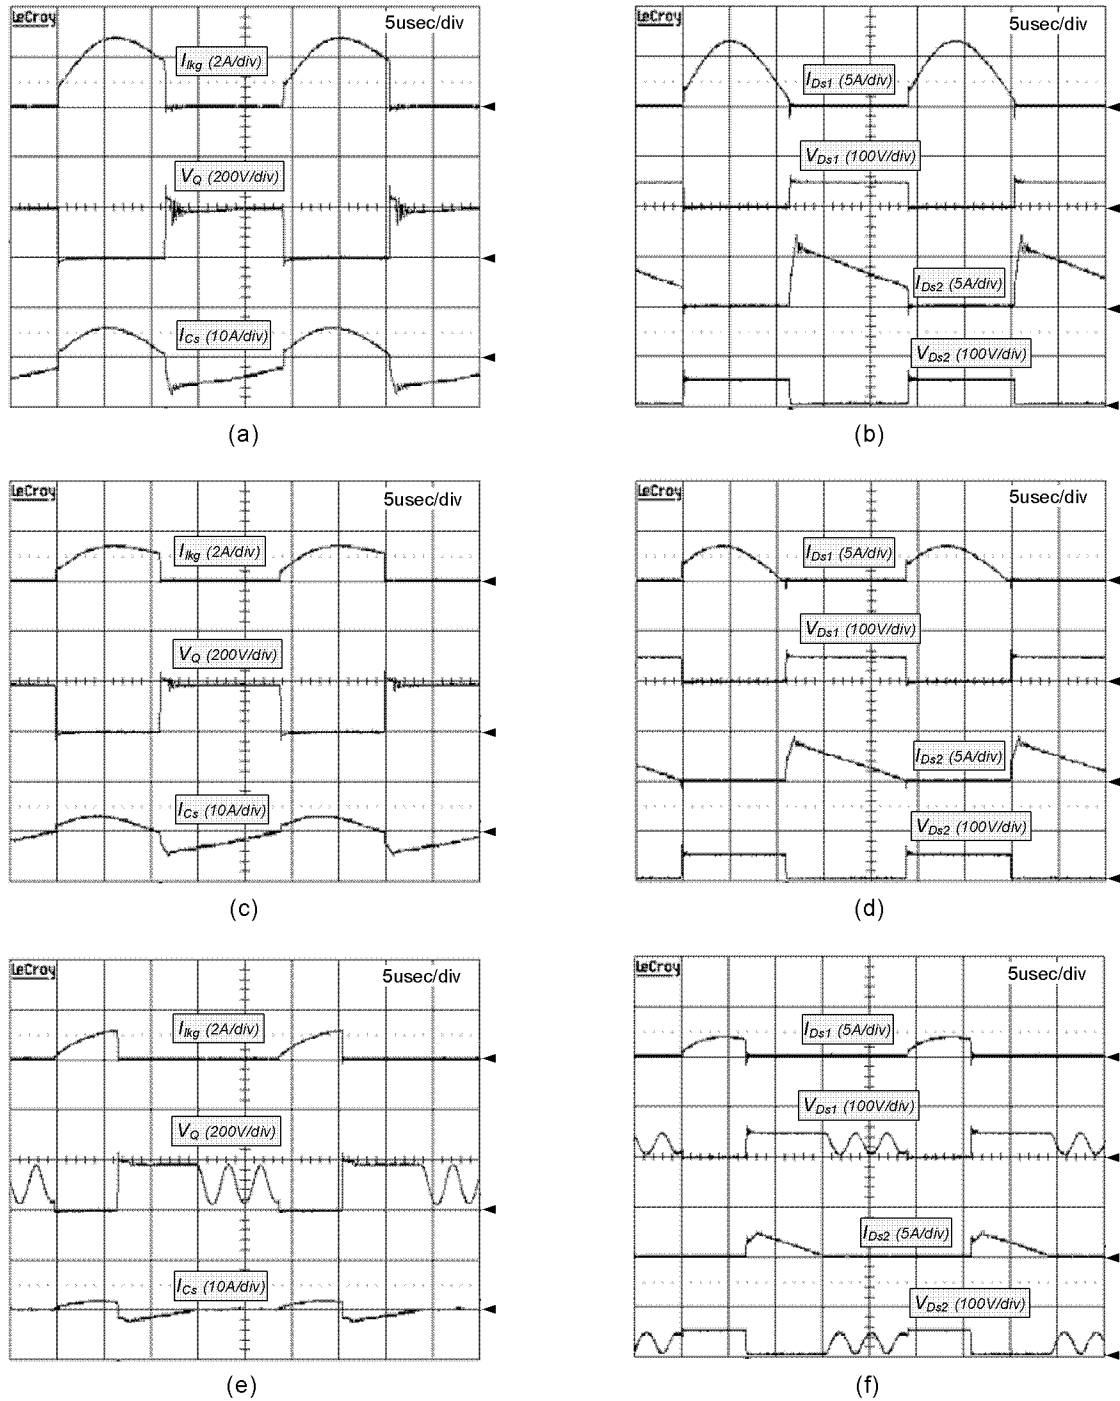 LeCroy
5usec/div
I_lkg (2A/div)
V_Q (200V/div)
I_Cs (10A/div)
(a)
LeCroy
5usec/div
I_Ds1 (5A/div)
V_Ds1 (100V/div)
I_Ds2 (5A/div)
V_Ds2 (100V/div)
(b)
LeCroy
5usec/div
I_lkg (2A/div)
V_Q (200V/div)
I_Cs (10A/div)
(c)
LeCroy
5usec/div
I_Ds1 (5A/div)
V_Ds1 (100V/div)
I_Ds2 (5A/div)
V_Ds2 (100V/div)
(d)
LeCroy
5usec/div
I_lkg (2A/div)
V_Q (200V/div)
I_Cs (10A/div)
(e)
LeCroy
5usec/div
I_Ds1 (5A/div)
V_Ds1 (100V/div)
I_Ds2 (5A/div)
V_Ds2 (100V/div)
(f)